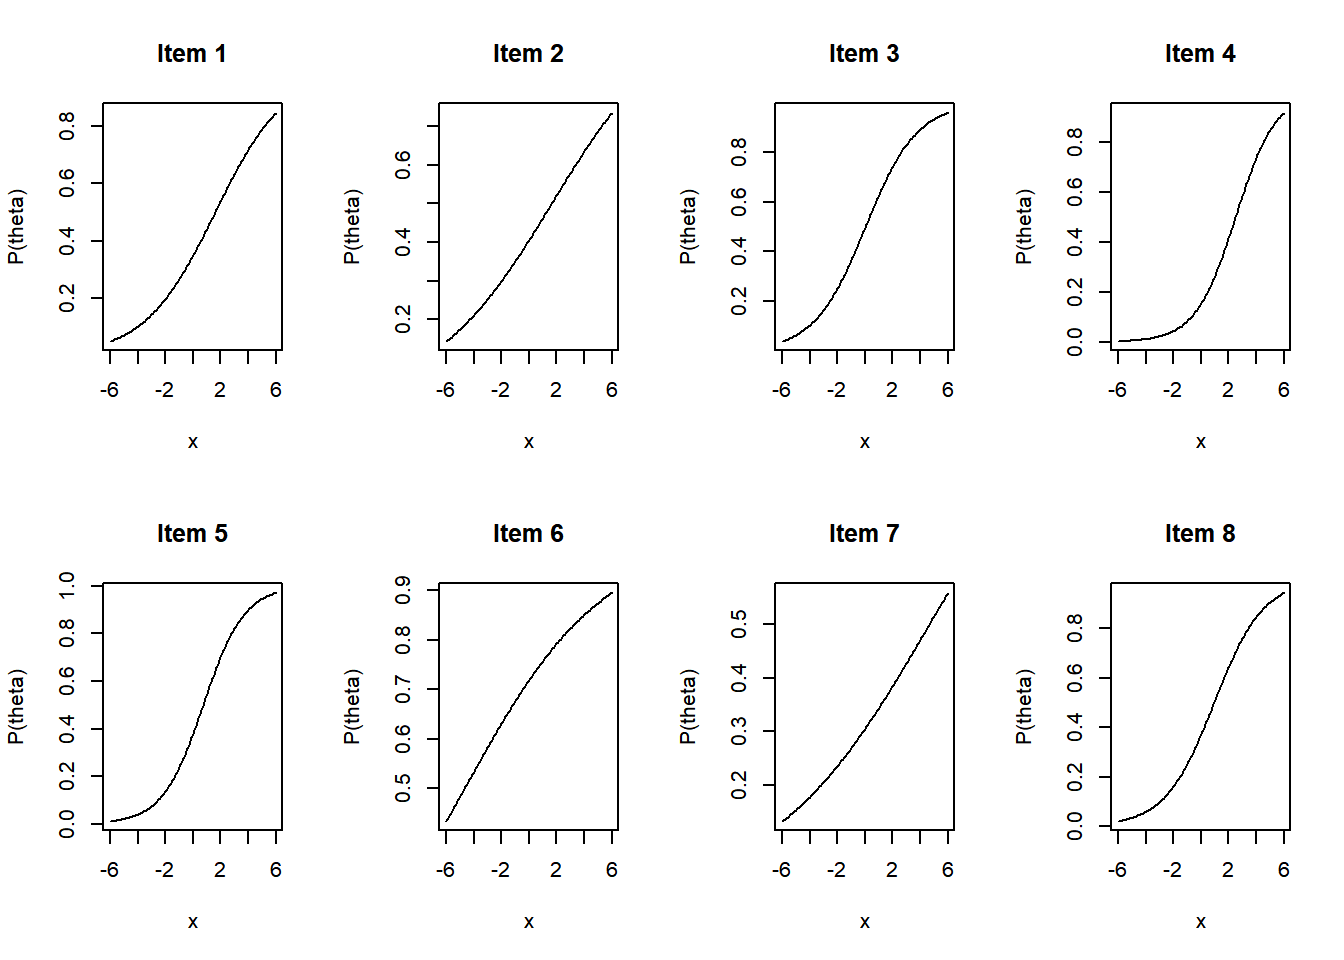 Item 1
P(theta)
0.2 0.4 0.6 0.8
-6 -2 2 6
x
Item 2
P(theta)
0.2 0.4 0.6
-6 -2 2 6
x
Item 3
P(theta)
0.2 0.4 0.6 0.8
-6 -2 2 6
x
Item 4
P(theta)
0.0 0.2 0.4 0.6 0.8
-6 -2 2 6
x
Item 5
P(theta)
0.0 0.2 0.4 0.6 0.8 1.0
-6 -2 2 6
x
Item 6
P(theta)
0.5 0.6 0.7 0.8 0.9
-6 -2 2 6
x
Item 7
P(theta)
0.2 0.3 0.4 0.5
-6 -2 2 6
x
Item 8
P(theta)
0.0 0.2 0.4 0.6 0.8
-6 -2 2 6
x